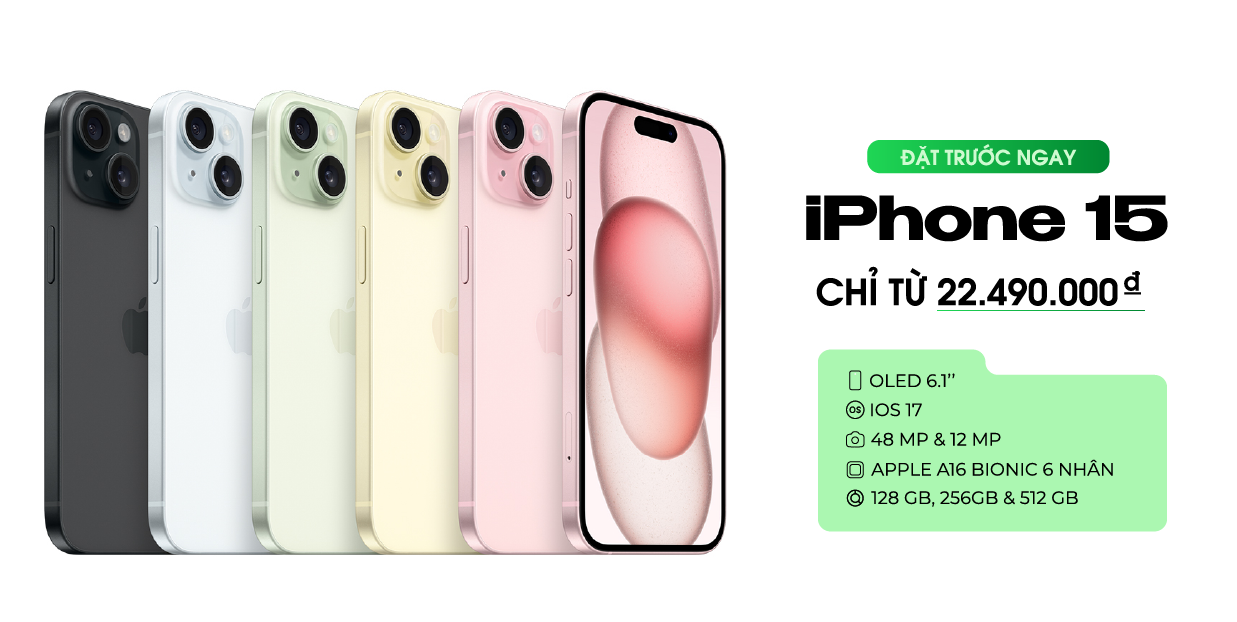 ĐẶT TRƯỚC NGAY
iPhone 15
CHỈ TỪ 22.490.000đ
OLED 6.1’’
IOS 17
48 MP & 12 MP
APPLE A16 BIONIC 6 NHÂN
128 GB, 256GB & 512 GB